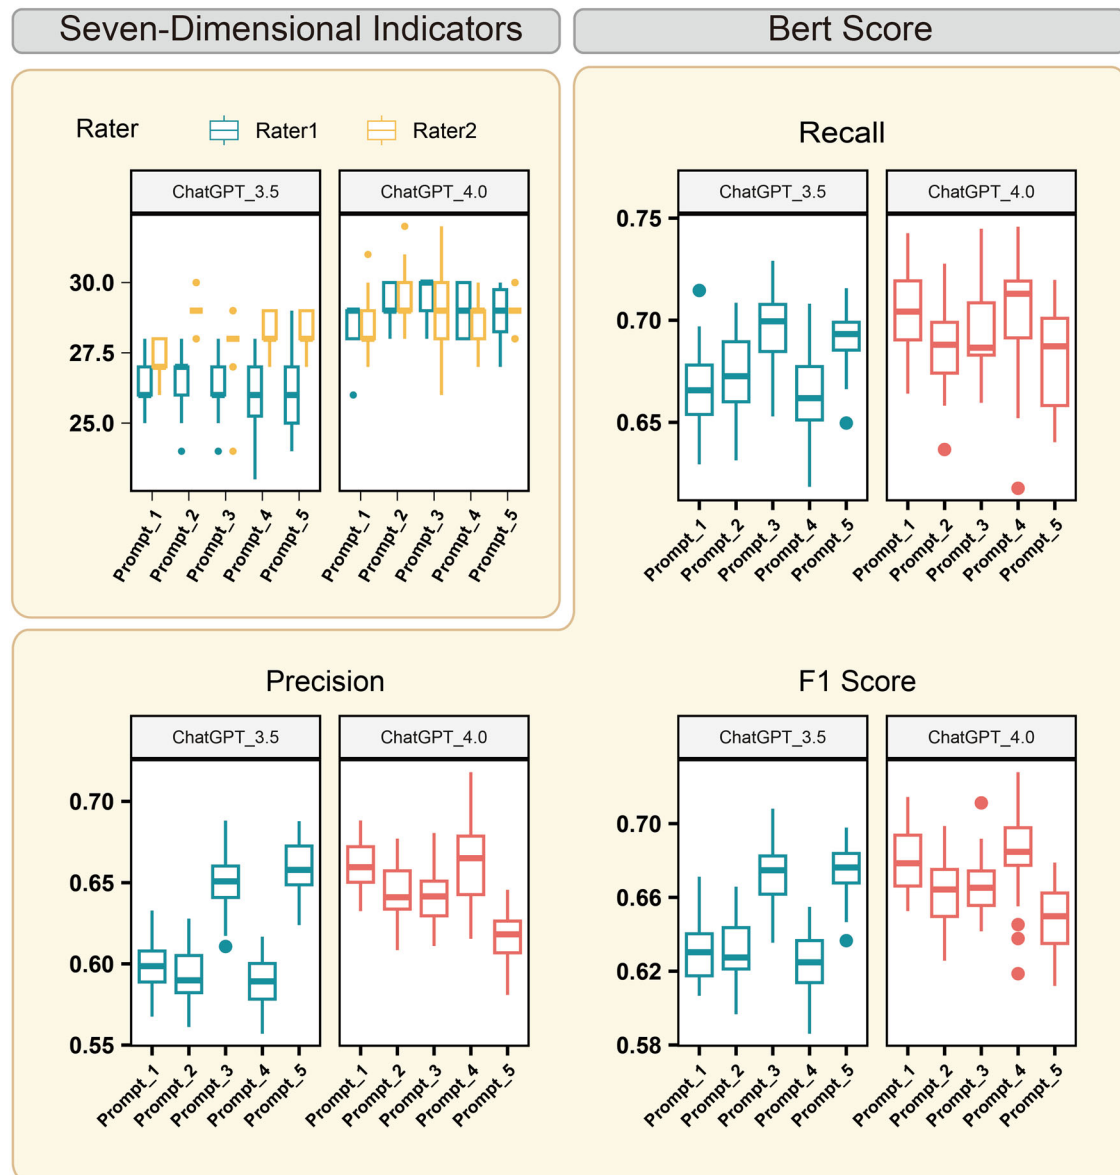 Seven-Dimensional Indicators
Bert Score
Rater Rater1 Rater2
ChatGPT_3.5 ChatGPT_4.0
30.0
27.5
25.0
Prompt_1 Prompt_2 Prompt_3 Prompt_4 Prompt_5 Prompt_1 Prompt_2 Prompt_3 Prompt_4 Prompt_5
Recall
ChatGPT_3.5 ChatGPT_4.0
0.75
0.70
0.65
Prompt_1 Prompt_2 Prompt_3 Prompt_4 Prompt_5 Prompt_1 Prompt_2 Prompt_3 Prompt_4 Prompt_5
Precision
ChatGPT_3.5 ChatGPT_4.0
0.70
0.65
0.60
0.55
Prompt_1 Prompt_2 Prompt_3 Prompt_4 Prompt_5 Prompt_1 Prompt_2 Prompt_3 Prompt_4 Prompt_5
F1 Score
ChatGPT_3.5 ChatGPT_4.0
0.70
0.66
0.62
0.58
Prompt_1 Prompt_2 Prompt_3 Prompt_4 Prompt_5 Prompt_1 Prompt_2 Prompt_3 Prompt_4 Prompt_5